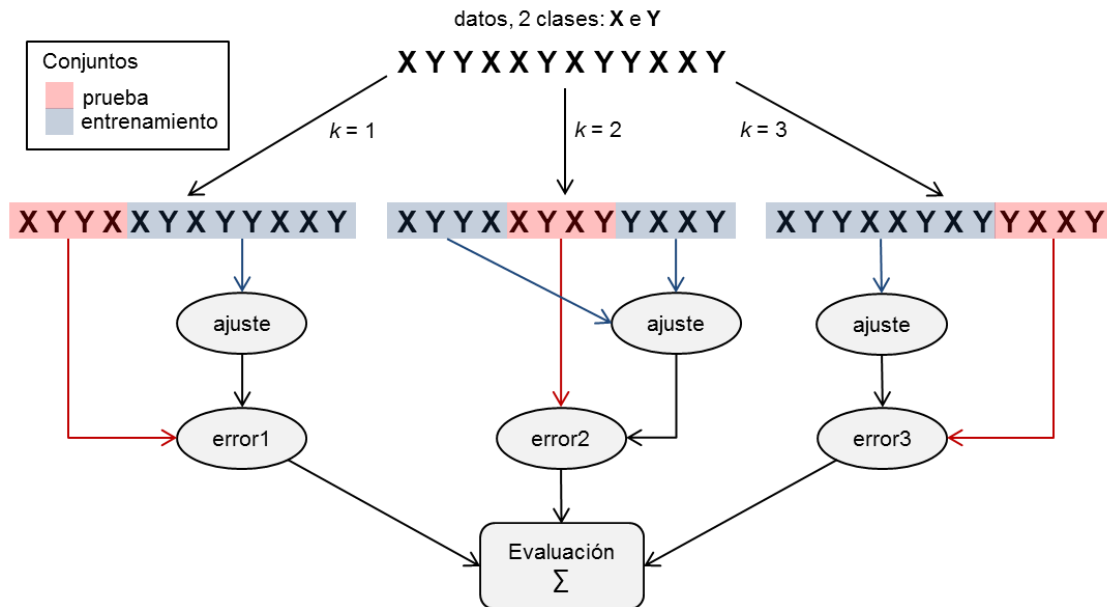 datos, 2 clases: X e Y
X Y Y X X Y X Y Y X X Y
Conjuntos
prueba
entrenamiento
k = 1
k = 2
k = 3
X Y Y X X Y X Y Y X X Y
X Y Y X X Y X Y Y X X Y
X Y Y X X Y X Y Y X X Y
ajuste
ajuste
ajuste
error1
error2
error3
Evaluación
∑